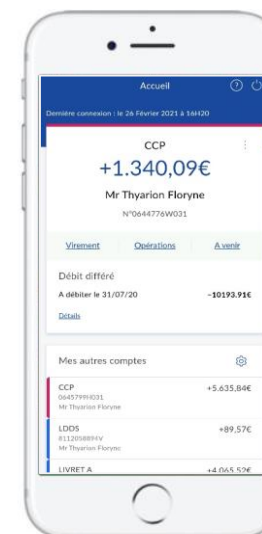 Accueil
Dernière connexion : le 26 Février 2021 à 16H20
CCP
+1.340,09€
Mr Thyarion Floryne
N°0644776W031
Virement Opérations A venir
Débit différé
A débiter le 31/07/20 -10193.91€
Détails
Mes autres comptes
CCP +5.635,84€
0645799H031
Mr Thyarion Floryne
LDDS +89,57€
8112058894V
Mr Thyarion Floryne
LIVRET A +4.065,52€